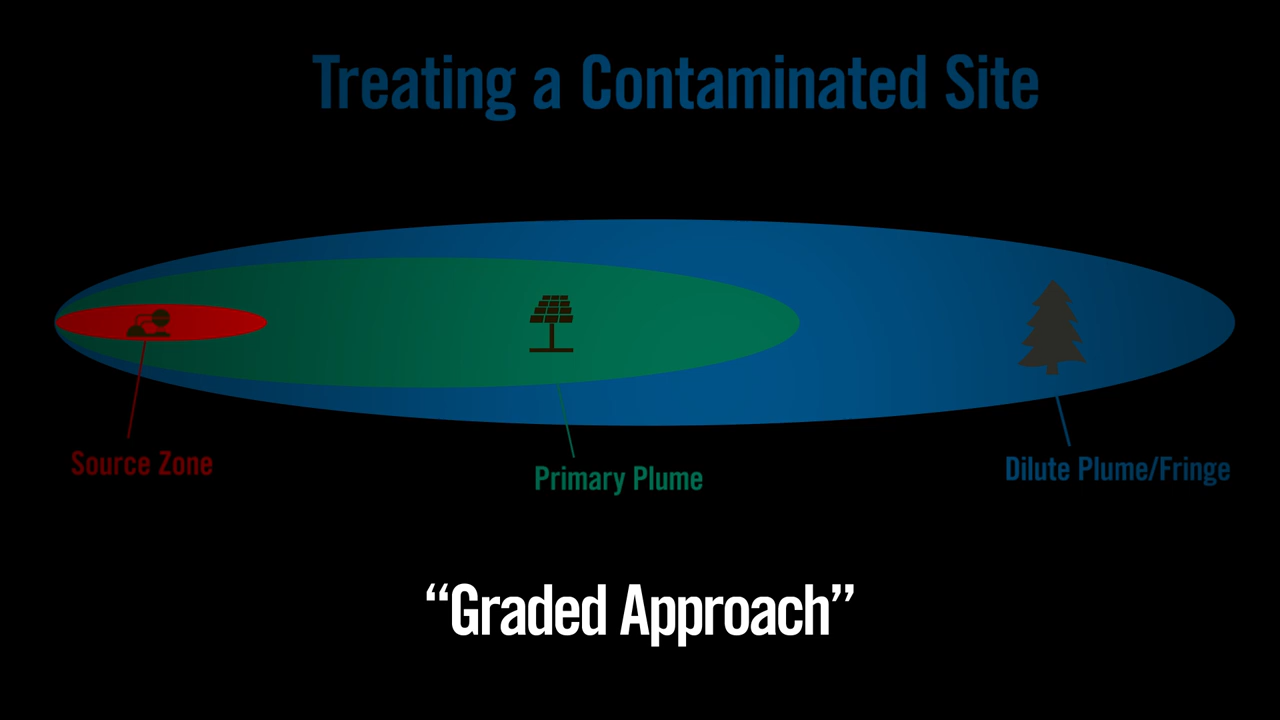 Treating a Contaminated Site
Source Zone
Primary Plume
Dilute Plume/Fringe
“Graded Approach”